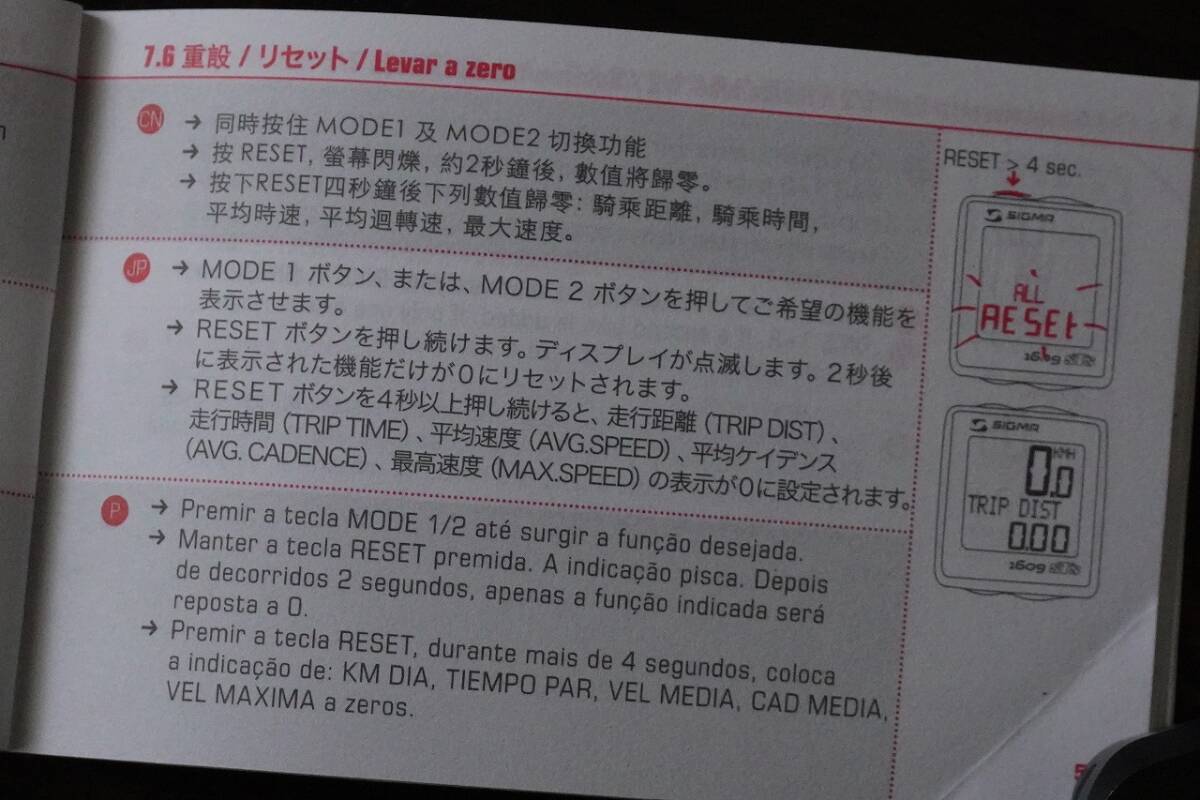 7.6 重設 / リセット / Levar a zero
CN → 同時按住 MODE1 及 MODE2 切換功能
→ 按 RESET, 螢幕閃爍, 約2秒鐘後, 數值將歸零。
→ 按下RESET四秒鐘後下列數值歸零: 騎乘距離, 騎乘時間,
平均時速, 平均迴轉速, 最大速度。
JP → MODE 1 ボタン、または、MODE 2 ボタンを押してご希望の機能を
表示させます。
→ RESET ボタンを押し続けます。ディスプレイが点滅します。2秒後
に表示された機能だけが0にリセットされます。
→ RESET ボタンを4秒以上押し続けると、走行距離 (TRIP DIST)、
走行時間 (TRIP TIME)、平均速度 (AVG.SPEED)、平均ケイデンス
(AVG. CADENCE)、最高速度 (MAX.SPEED) の表示が0に設定されます。
P → Premir a tecla MODE 1/2 até surgir a função desejada.
→ Manter a tecla RESET premida. A indicação pisca. Depois
de decorridos 2 segundos, apenas a função indicada será
reposta a 0.
→ Premir a tecla RESET, durante mais de 4 segundos, coloca
a indicação de: KM DIA, TIEMPO PAR, VEL MEDIA, CAD MEDIA,
VEL MAXIMA a zeros.
RESET > 4 sec.
SIGMA
ALL
RESEt
1609
SIGMA
0.0 KMH
TRIP DIST
0.00
1609